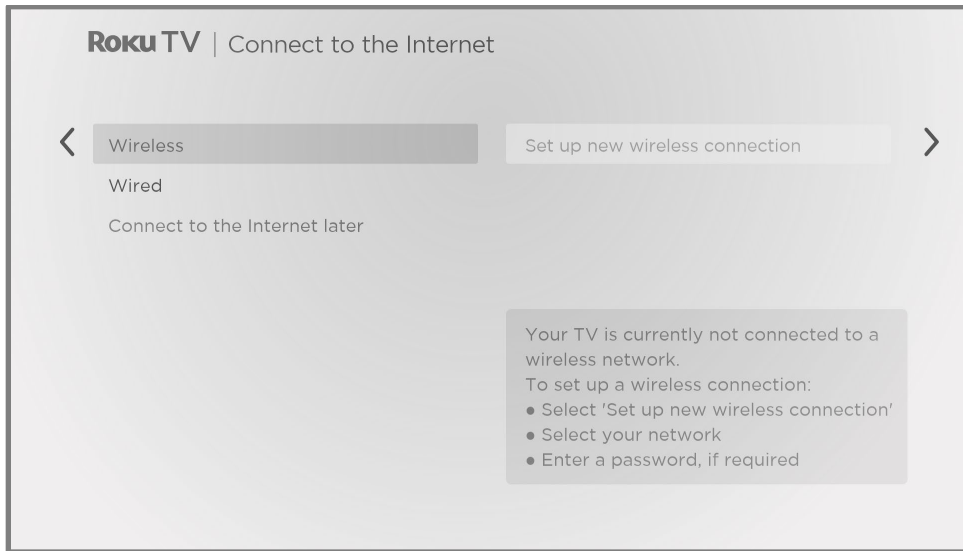 Roku TV | Connect to the Internet
Wireless
Set up new wireless connection
Wired
Connect to the Internet later
Your TV is currently not connected to a
wireless network.
To set up a wireless connection:
● Select 'Set up new wireless connection'
● Select your network
● Enter a password, if required